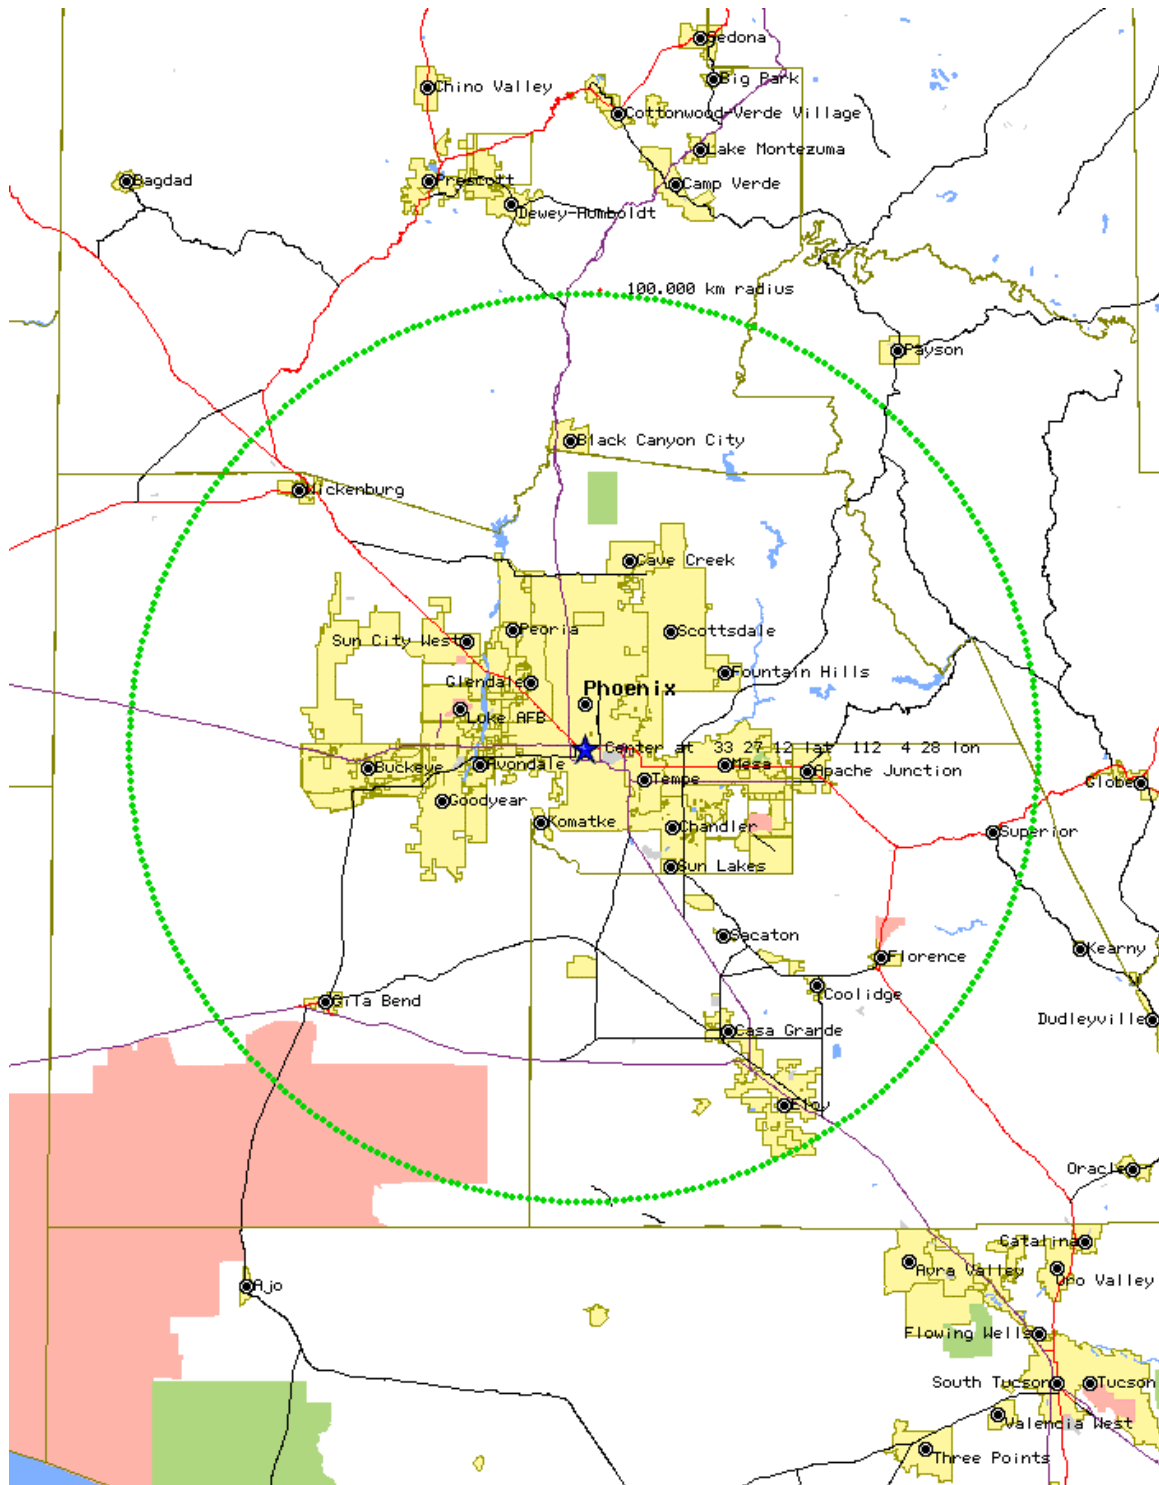 Sedona
Big Park
Chino Valley
Cottonwood-Verde Village
Lake Montezuma
Bagdad
Prescott
Camp Verde
Dewey-Humboldt
100.000 km radius
Payson
Black Canyon City
Wickenburg
Cave Creek
Peoria
Scottsdale
Sun City West
Fountain Hills
Glendale
Phoenix
Luke AFB
Center at 33 27 12 lat 112 4 28 lon
Buckeye
Avondale
Mesa
Apache Junction
Tempe
Globe
Goodyear
Komatke
Chandler
Superior
Sun Lakes
Sacaton
Kearny
Florence
Coolidge
Gila Bend
Dudleyville
Casa Grande
Eloy
Oracle
Catalina
Avra Valley
Oro Valley
Ajo
Flowing Wells
South Tucson
Tucson
Valencia West
Three Points